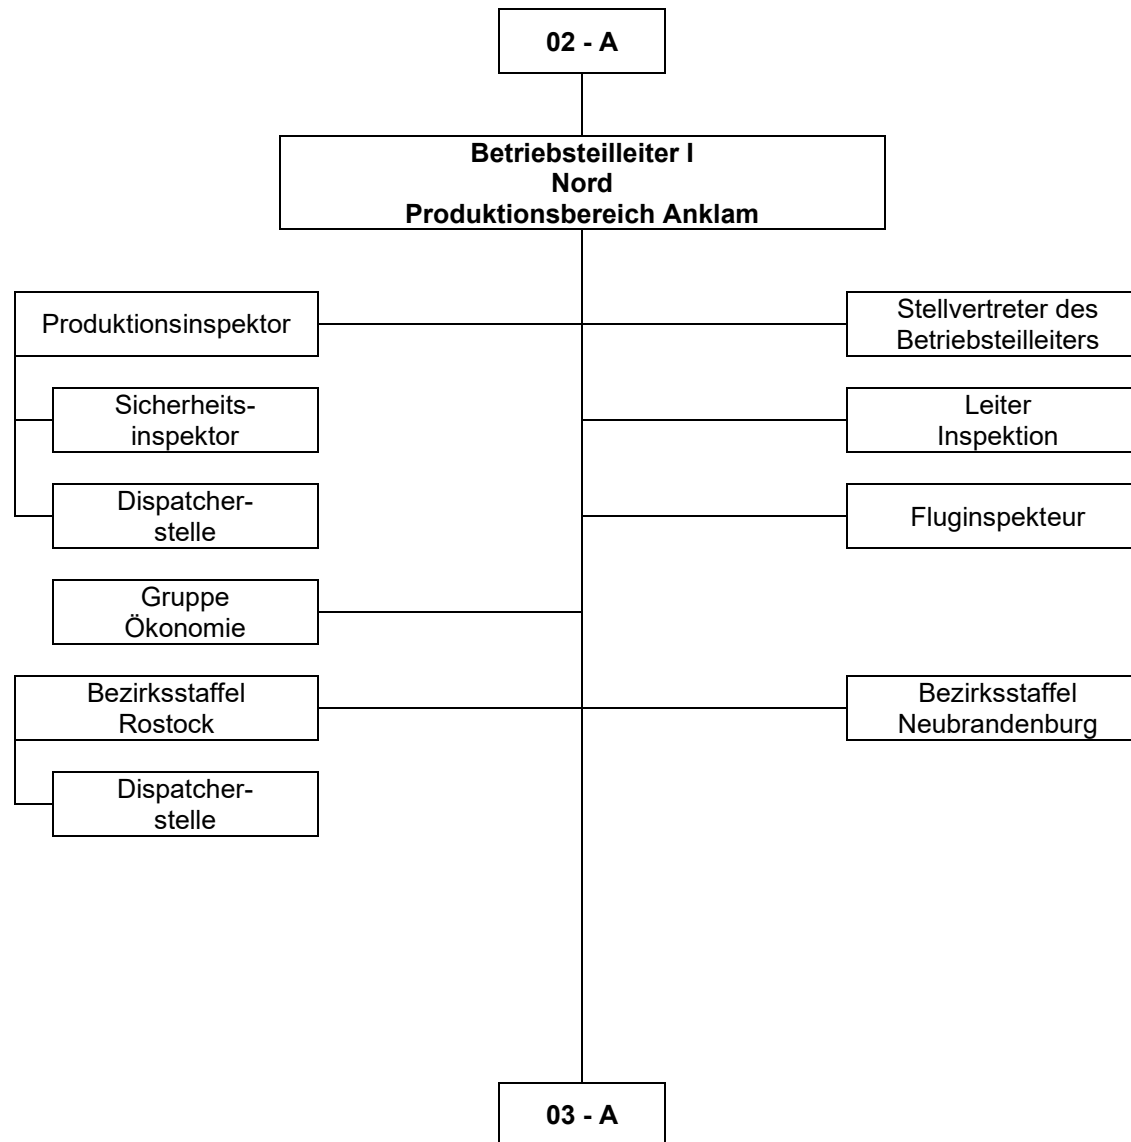 02 - A
Betriebsteilleiter I
Nord
Produktionsbereich Anklam
Produktionsinspektor
Stellvertreter des
Betriebsteilleiters
Sicherheits-
inspektor
Leiter
Inspektion
Dispatcher-
stelle
Fluginspekteur
Gruppe
Ökonomie
Bezirksstaffel
Rostock
Bezirksstaffel
Neubrandenburg
Dispatcher-
stelle
03 - A